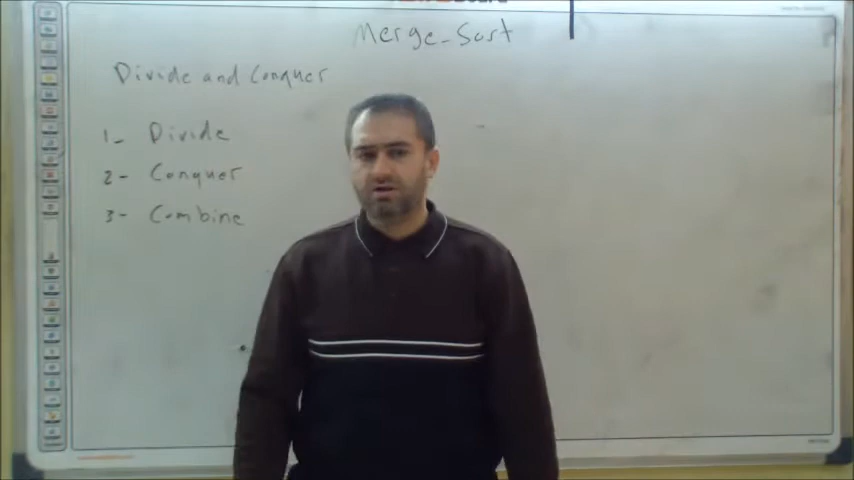 Merge-Sort
Divide and Conquer
1- Divide
2- Conquer
3- Combine